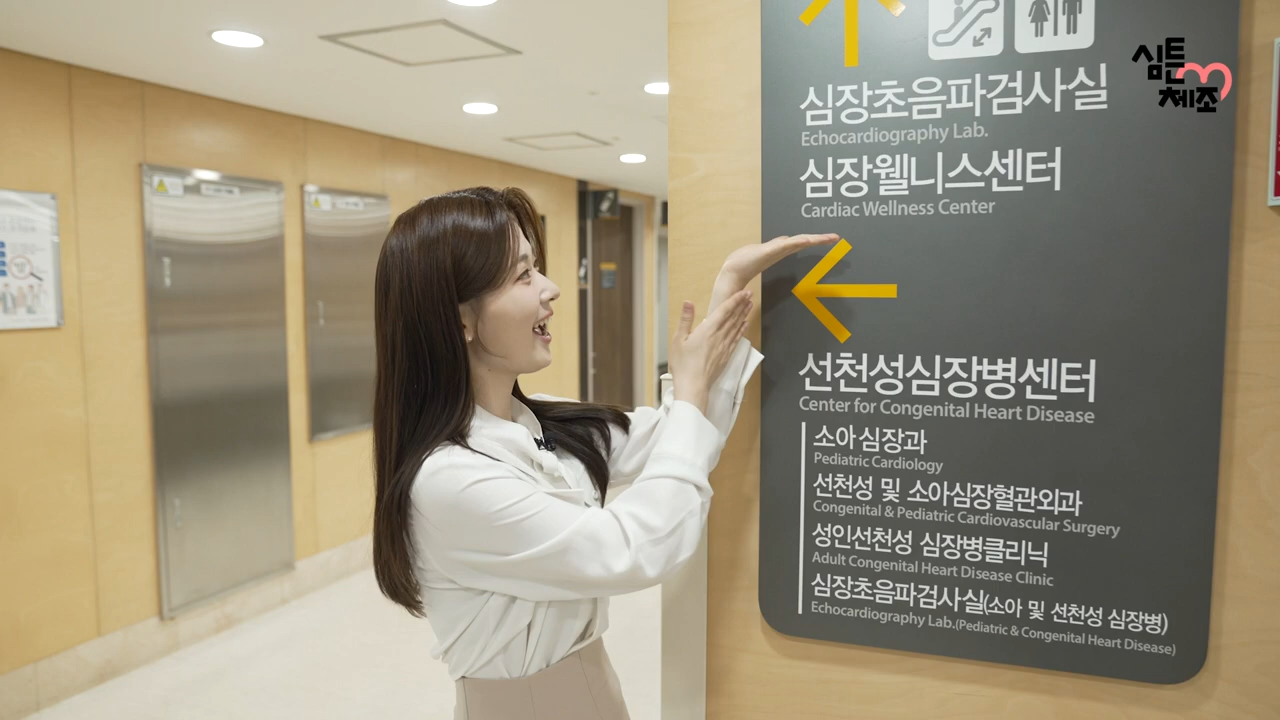 심장초음파검사실
Echocardiography Lab.
심장웰니스센터
Cardiac Wellness Center
선천성심장병센터
Center for Congenital Heart Disease
소아심장과
Pediatric Cardiology
선천성 및 소아심장혈관외과
Congenital & Pediatric Cardiovascular Surgery
성인선천성 심장병클리닉
Adult Congenital Heart Disease Clinic
심장초음파검사실(소아 및 선천성 심장병)
Echocardiography Lab.(Pediatric & Congenital Heart Disease)
심튼
체조